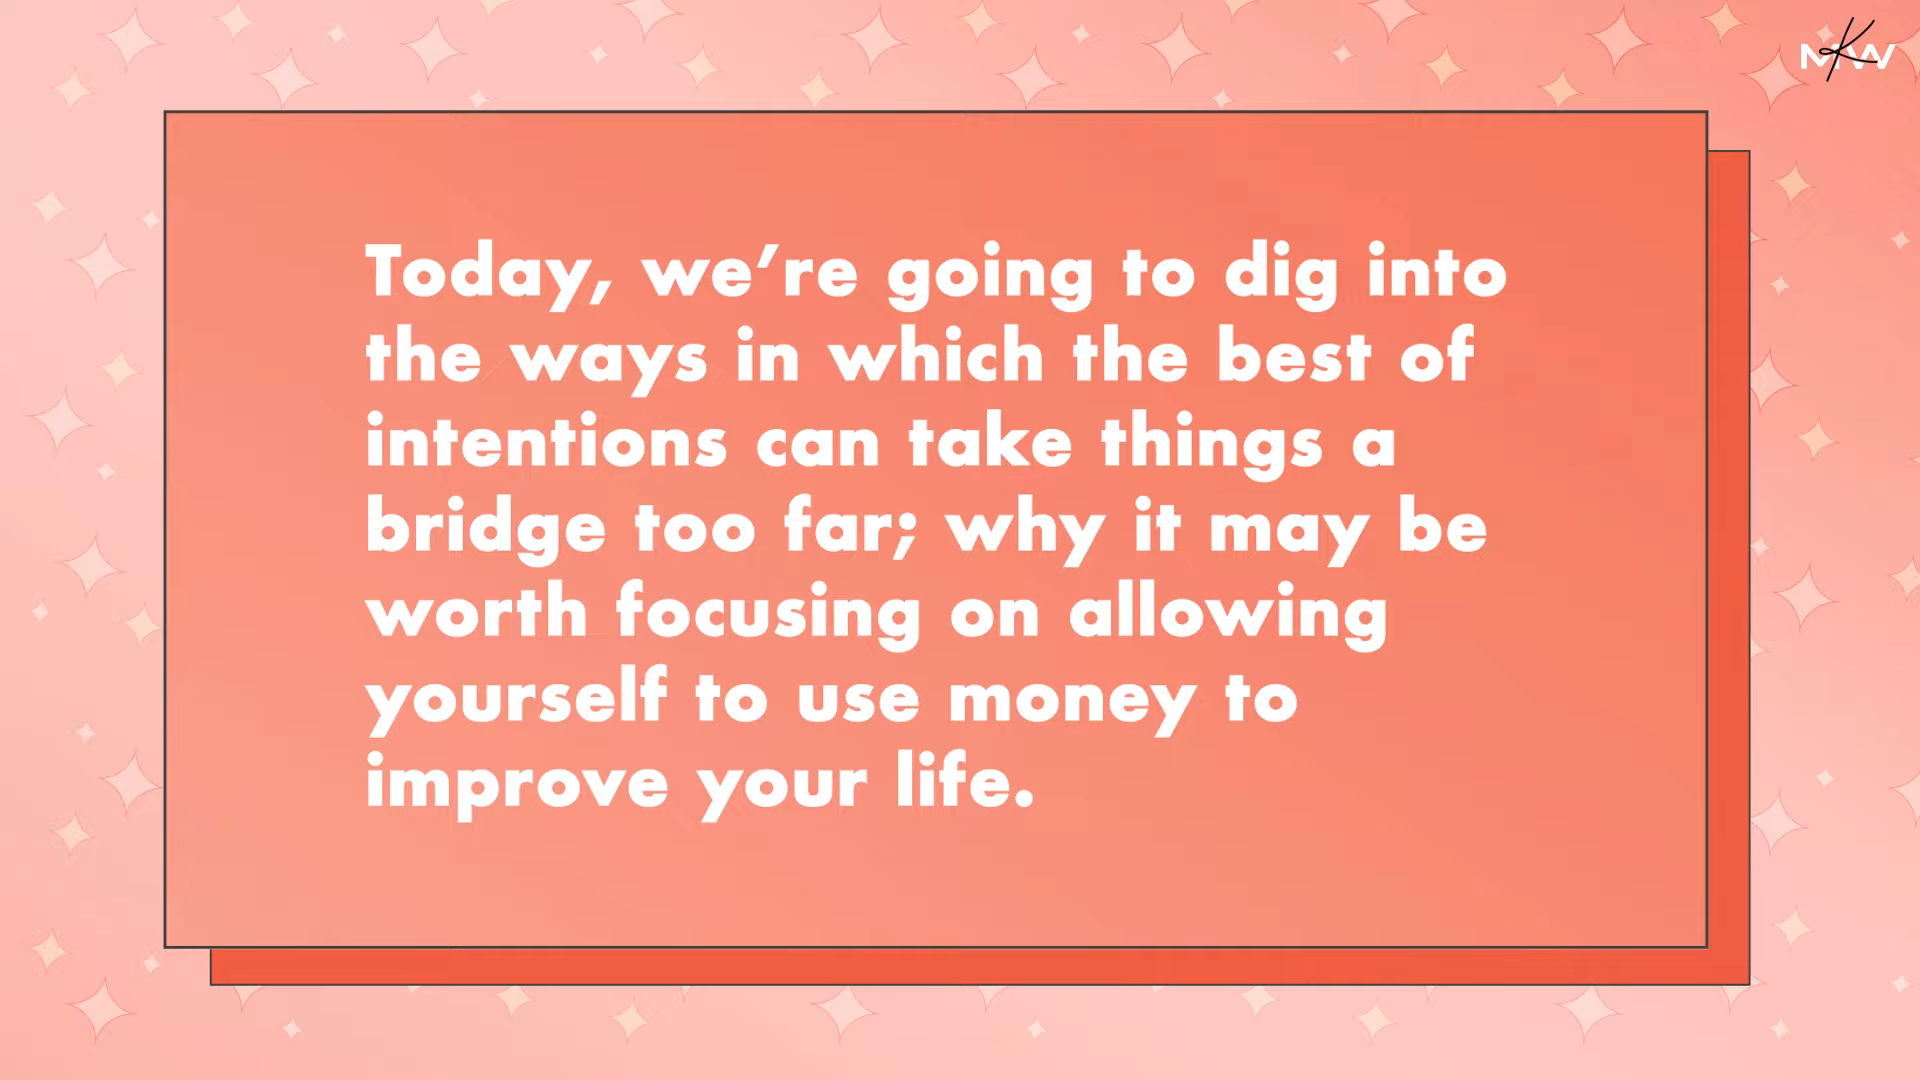 MKW
Today, we’re going to dig into
the ways in which the best of
intentions can take things a
bridge too far; why it may be
worth focusing on allowing
yourself to use money to
improve your life.